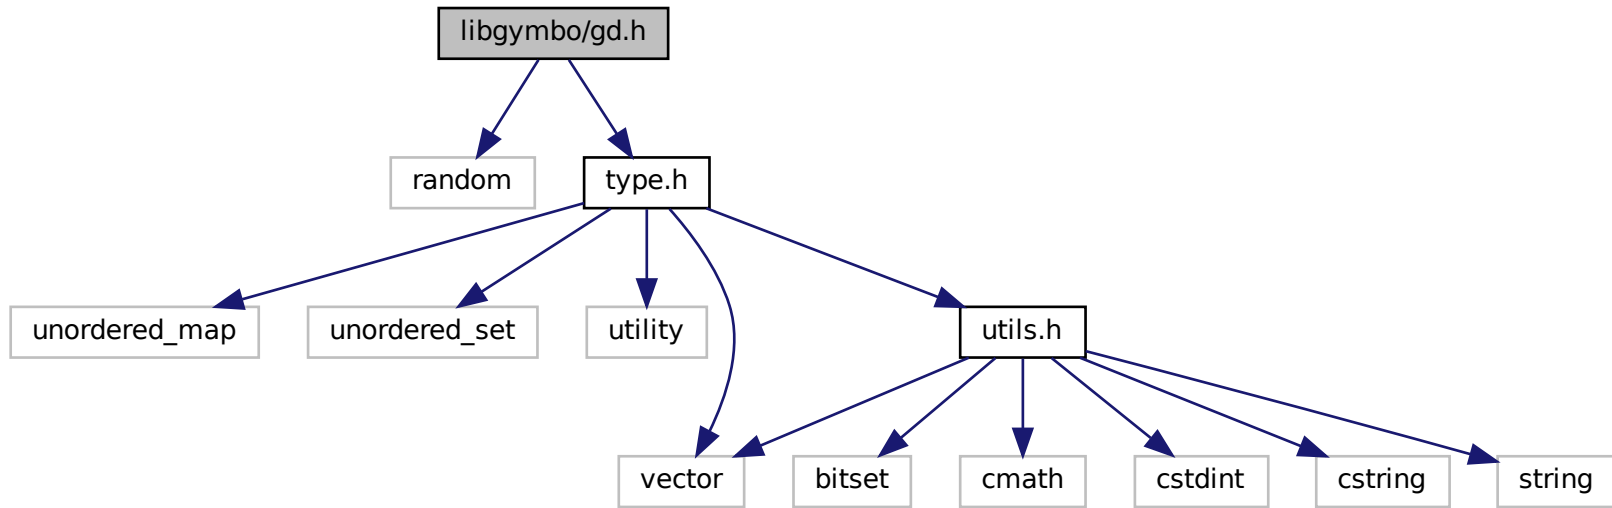 libgymbo/gd.h
random
type.h
unordered_map
unordered_set
utility
utils.h
vector
bitset
cmath
cstdint
cstring
string